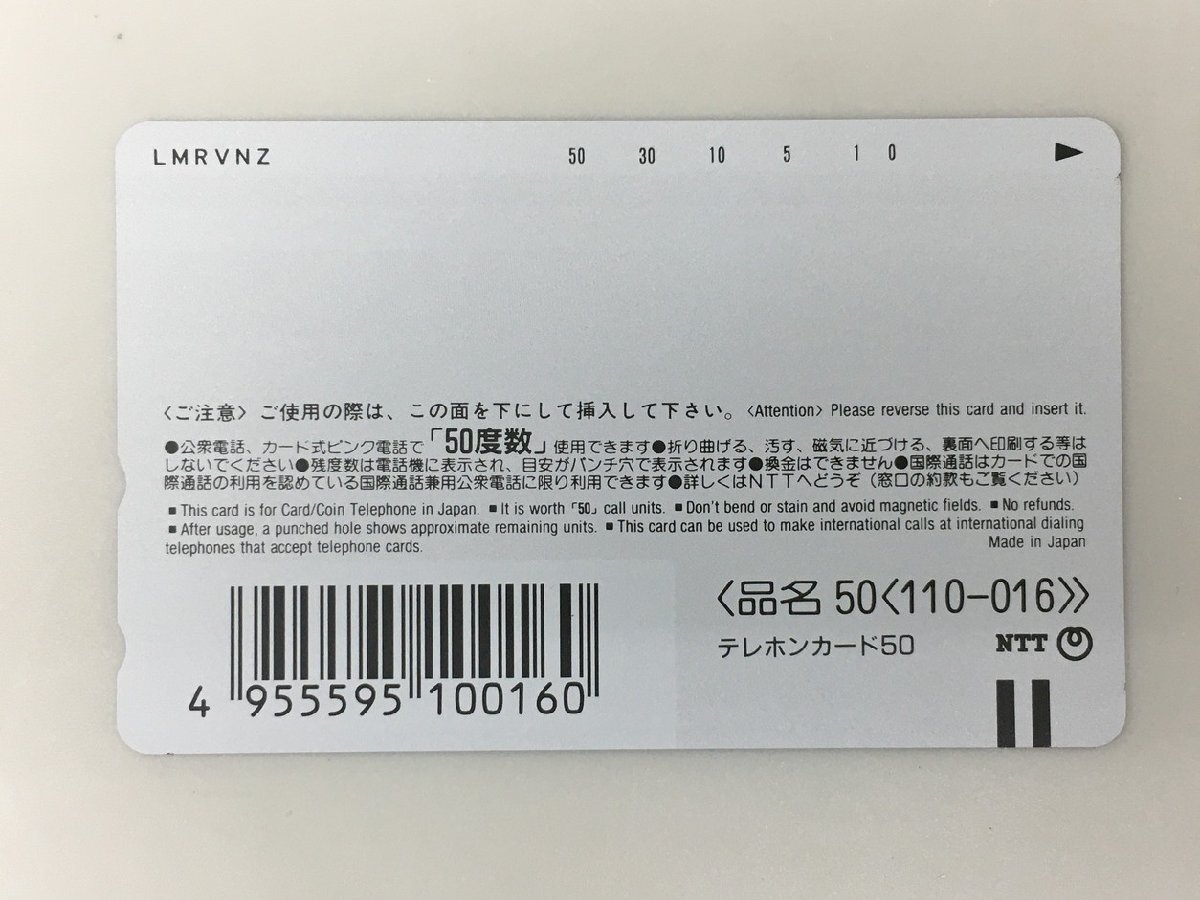 LMRVNZ 50 30 10 5 1 0
〈ご注意〉ご使用の際は、この面を下にして挿入して下さい。〈Attention〉Please reverse this card and insert it.
●公衆電話、カード式ピンク電話で「50度数」使用できます●折り曲げる、汚す、磁気に近づける、裏面へ印刷する等は
しないでください●残度数は電話機に表示され、目安がパンチ穴で表示されます●換金はできません●国際通話はカードでの国
際通話の利用を認めている国際通話兼用公衆電話に限り利用できます●詳しくはNTTへどうぞ（窓口の約款もご覧ください）
■ This card is for Card/Coin Telephone in Japan. ■ It is worth「50」call units. ■ Don't bend or stain and avoid magnetic fields. ■ No refunds.
■ After usage, a punched hole shows approximate remaining units. ■ This card can be used to make international calls at international dialing
telephones that accept telephone cards. Made in Japan
〈品名 50〈110-016〉〉
テレホンカード50 NTT
4 955595 100160